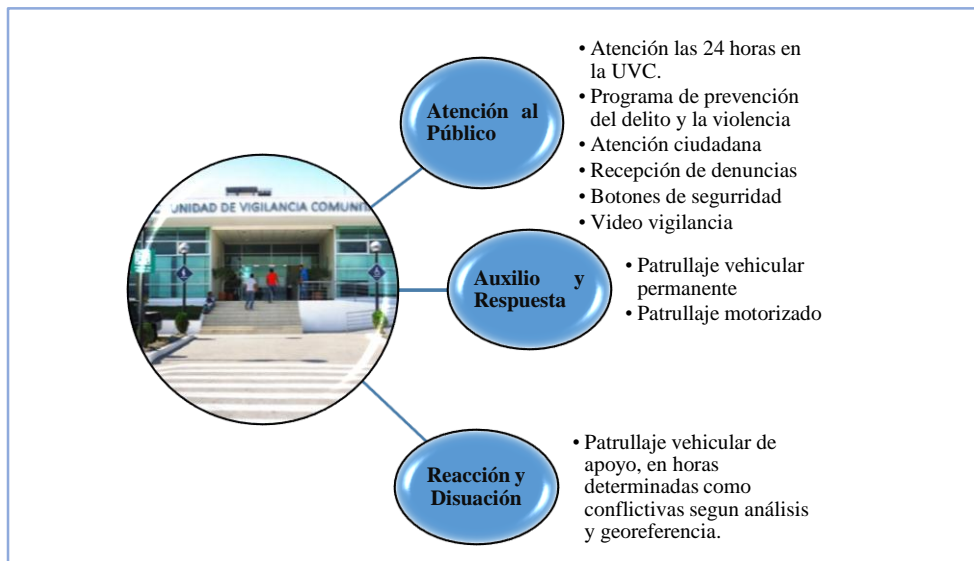 • Atención las 24 horas en
la UVC.
• Programa de prevención
del delito y la violencia
• Atención ciudadana
• Recepción de denuncias
• Botones de segurridad
• Video vigilancia
Atención al
Público
UNIDAD DE VIGILANCIA COMUNIT
Auxilio y
Respuesta
• Patrullaje vehicular
permanente
• Patrullaje motorizado
Reacción y
Disuación
• Patrullaje vehicular de
apoyo, en horas
determinadas como
conflictivas segun análisis
y georeferencia.